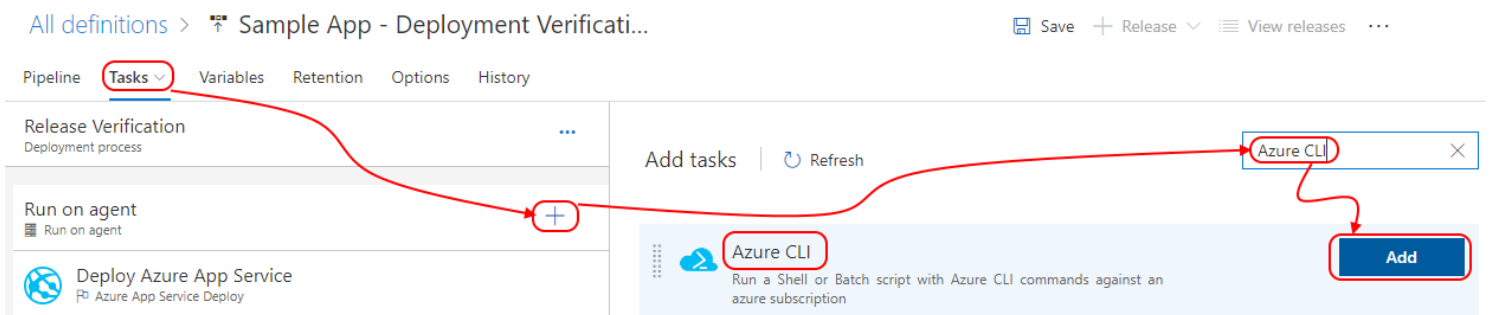 All definitions > Sample App - Deployment Verificati...
Save Release View releases ...
Pipeline Tasks Variables Retention Options History
Release Verification
Deployment process
...
Add tasks Refresh
Azure CLI
Run on agent
Run on agent
Deploy Azure App Service
Azure App Service Deploy
Azure CLI
Run a Shell or Batch script with Azure CLI commands against an
azure subscription
Add